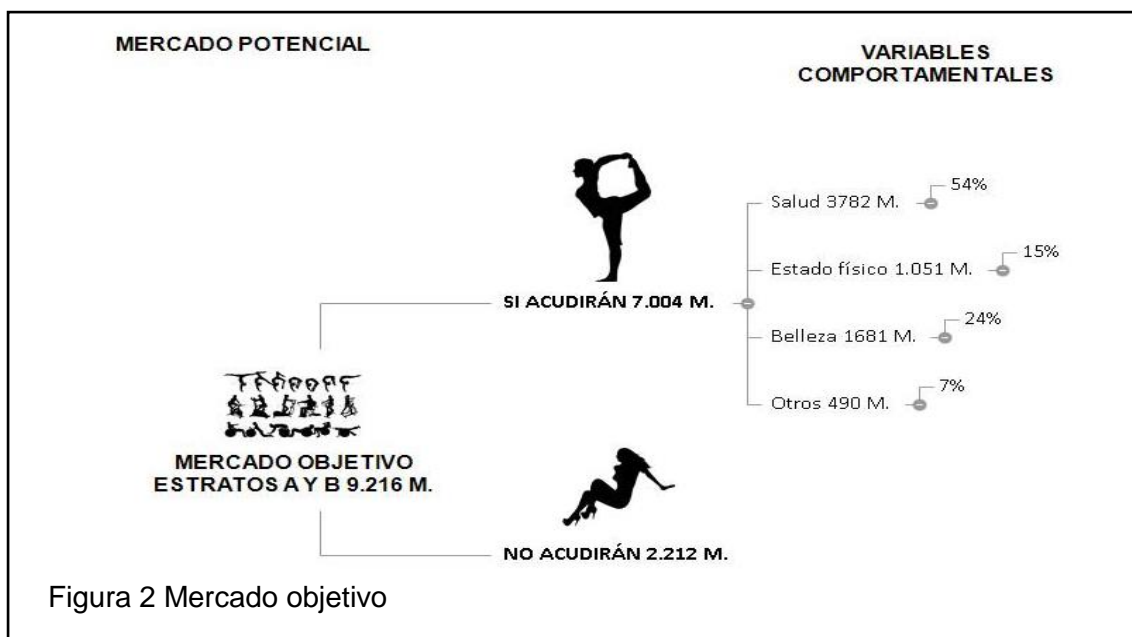 MERCADO POTENCIAL
VARIABLES
COMPORTAMENTALES
54%
Salud 3782 M.
15%
Estado físico 1.051 M.
SI ACUDIRÁN 7.004 M.
24%
Belleza 1681 M.
7%
Otros 490 M.
MERCADO OBJETIVO
ESTRATOS A Y B 9.216 M.
NO ACUDIRÁN 2.212 M.
Figura 2 Mercado objetivo